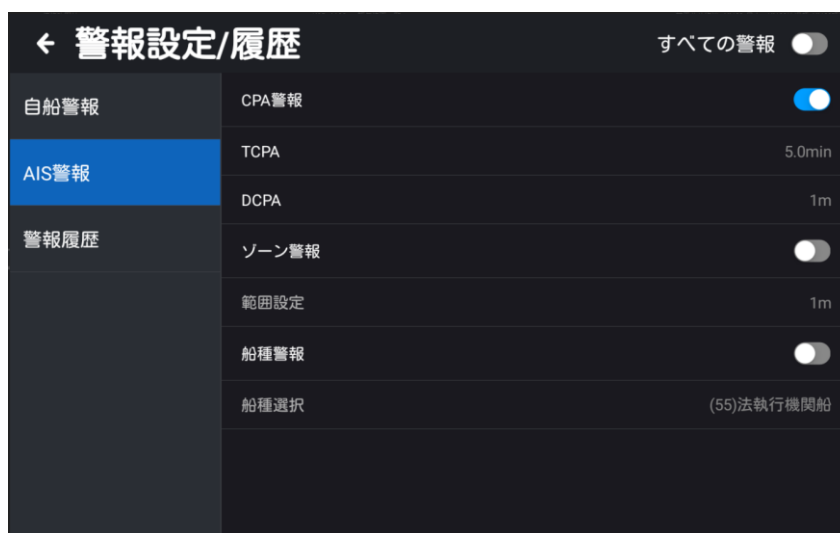 警報設定/履歴
すべての警報
自船警報
AIS警報
警報履歴
CPA警報
TCPA 5.0min
DCPA 1m
ゾーン警報
範囲設定 1m
船種警報
船種選択 (55)法執行機関船